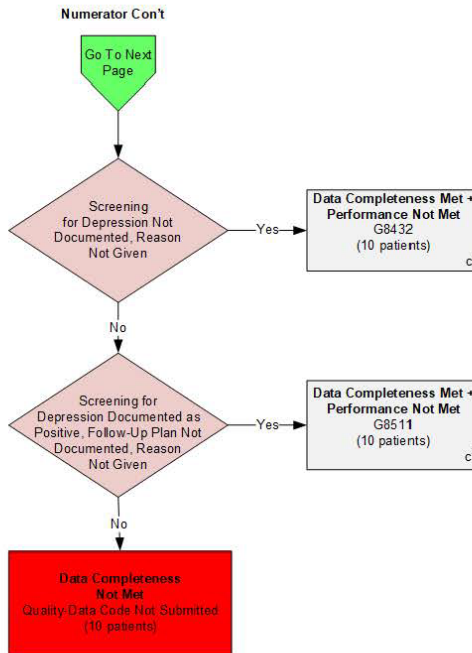 Numerator Con't
Go To Next
Page
Screening
for Depression Not
Documented, Reason
Not Given
Yes
Data Completeness Met +
Performance Not Met
G8432
(10 patients)
c
No
Screening for
Depression Documented as
Positive, Follow-Up Plan Not
Documented, Reason
Not Given
Yes
Data Completeness Met +
Performance Not Met
G8511
(10 patients)
c
No
Data Completeness
Not Met
Quality-Data Code Not Submitted
(10 patients)